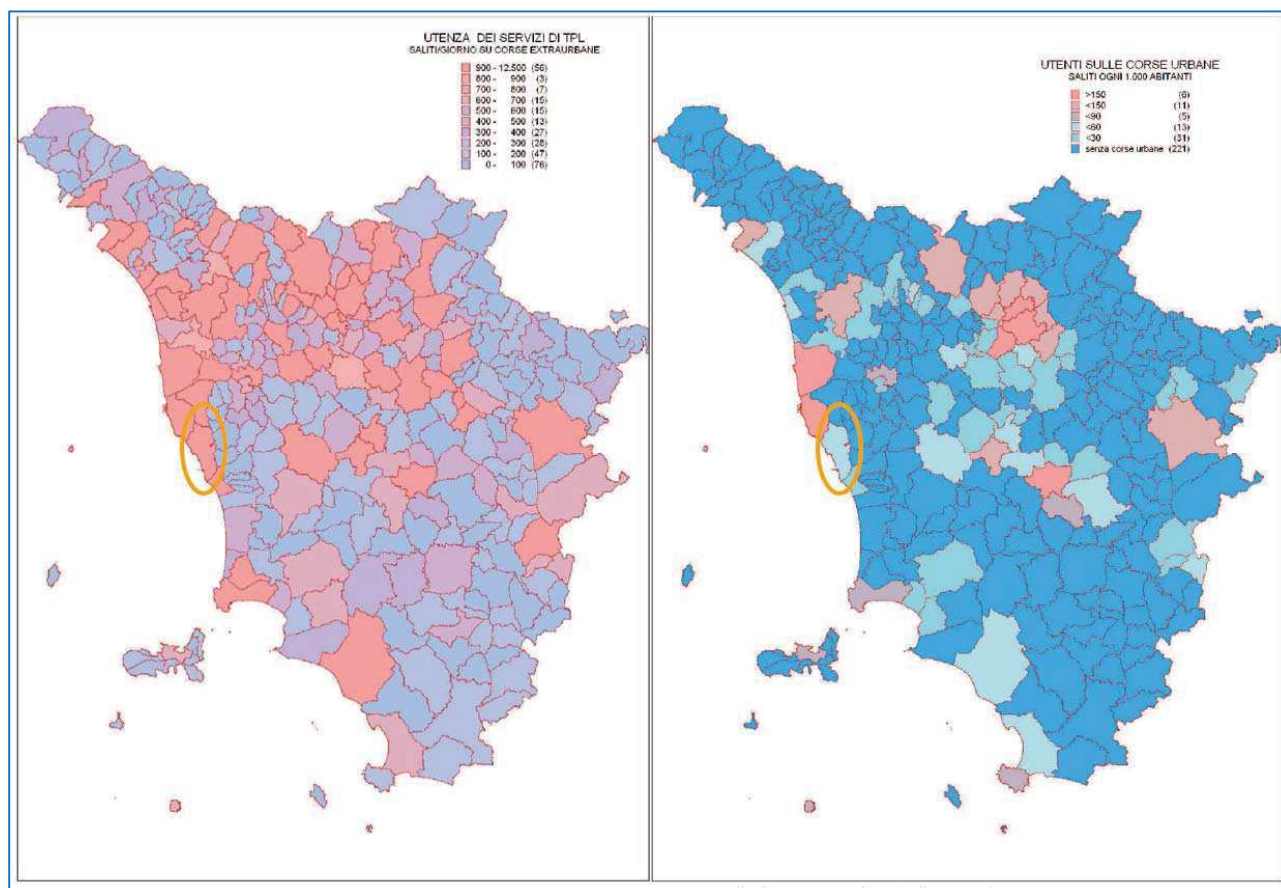 UTENZA DEI SERVIZI DI TPL
SALITI/GIORNO SU CORSE EXTRAURBANE
900 - 12.500 (56)
800 - 900 (3)
700 - 800 (7)
600 - 700 (15)
500 - 600 (15)
400 - 500 (13)
300 - 400 (27)
200 - 300 (28)
100 - 200 (47)
0 - 100 (76)
UTENTI SULLE CORSE URBANE
SALITI OGNI 1.000 ABITANTI
>150 (6)
<150 (11)
<90 (5)
<60 (13)
<30 (31)
senza corse urbane (221)